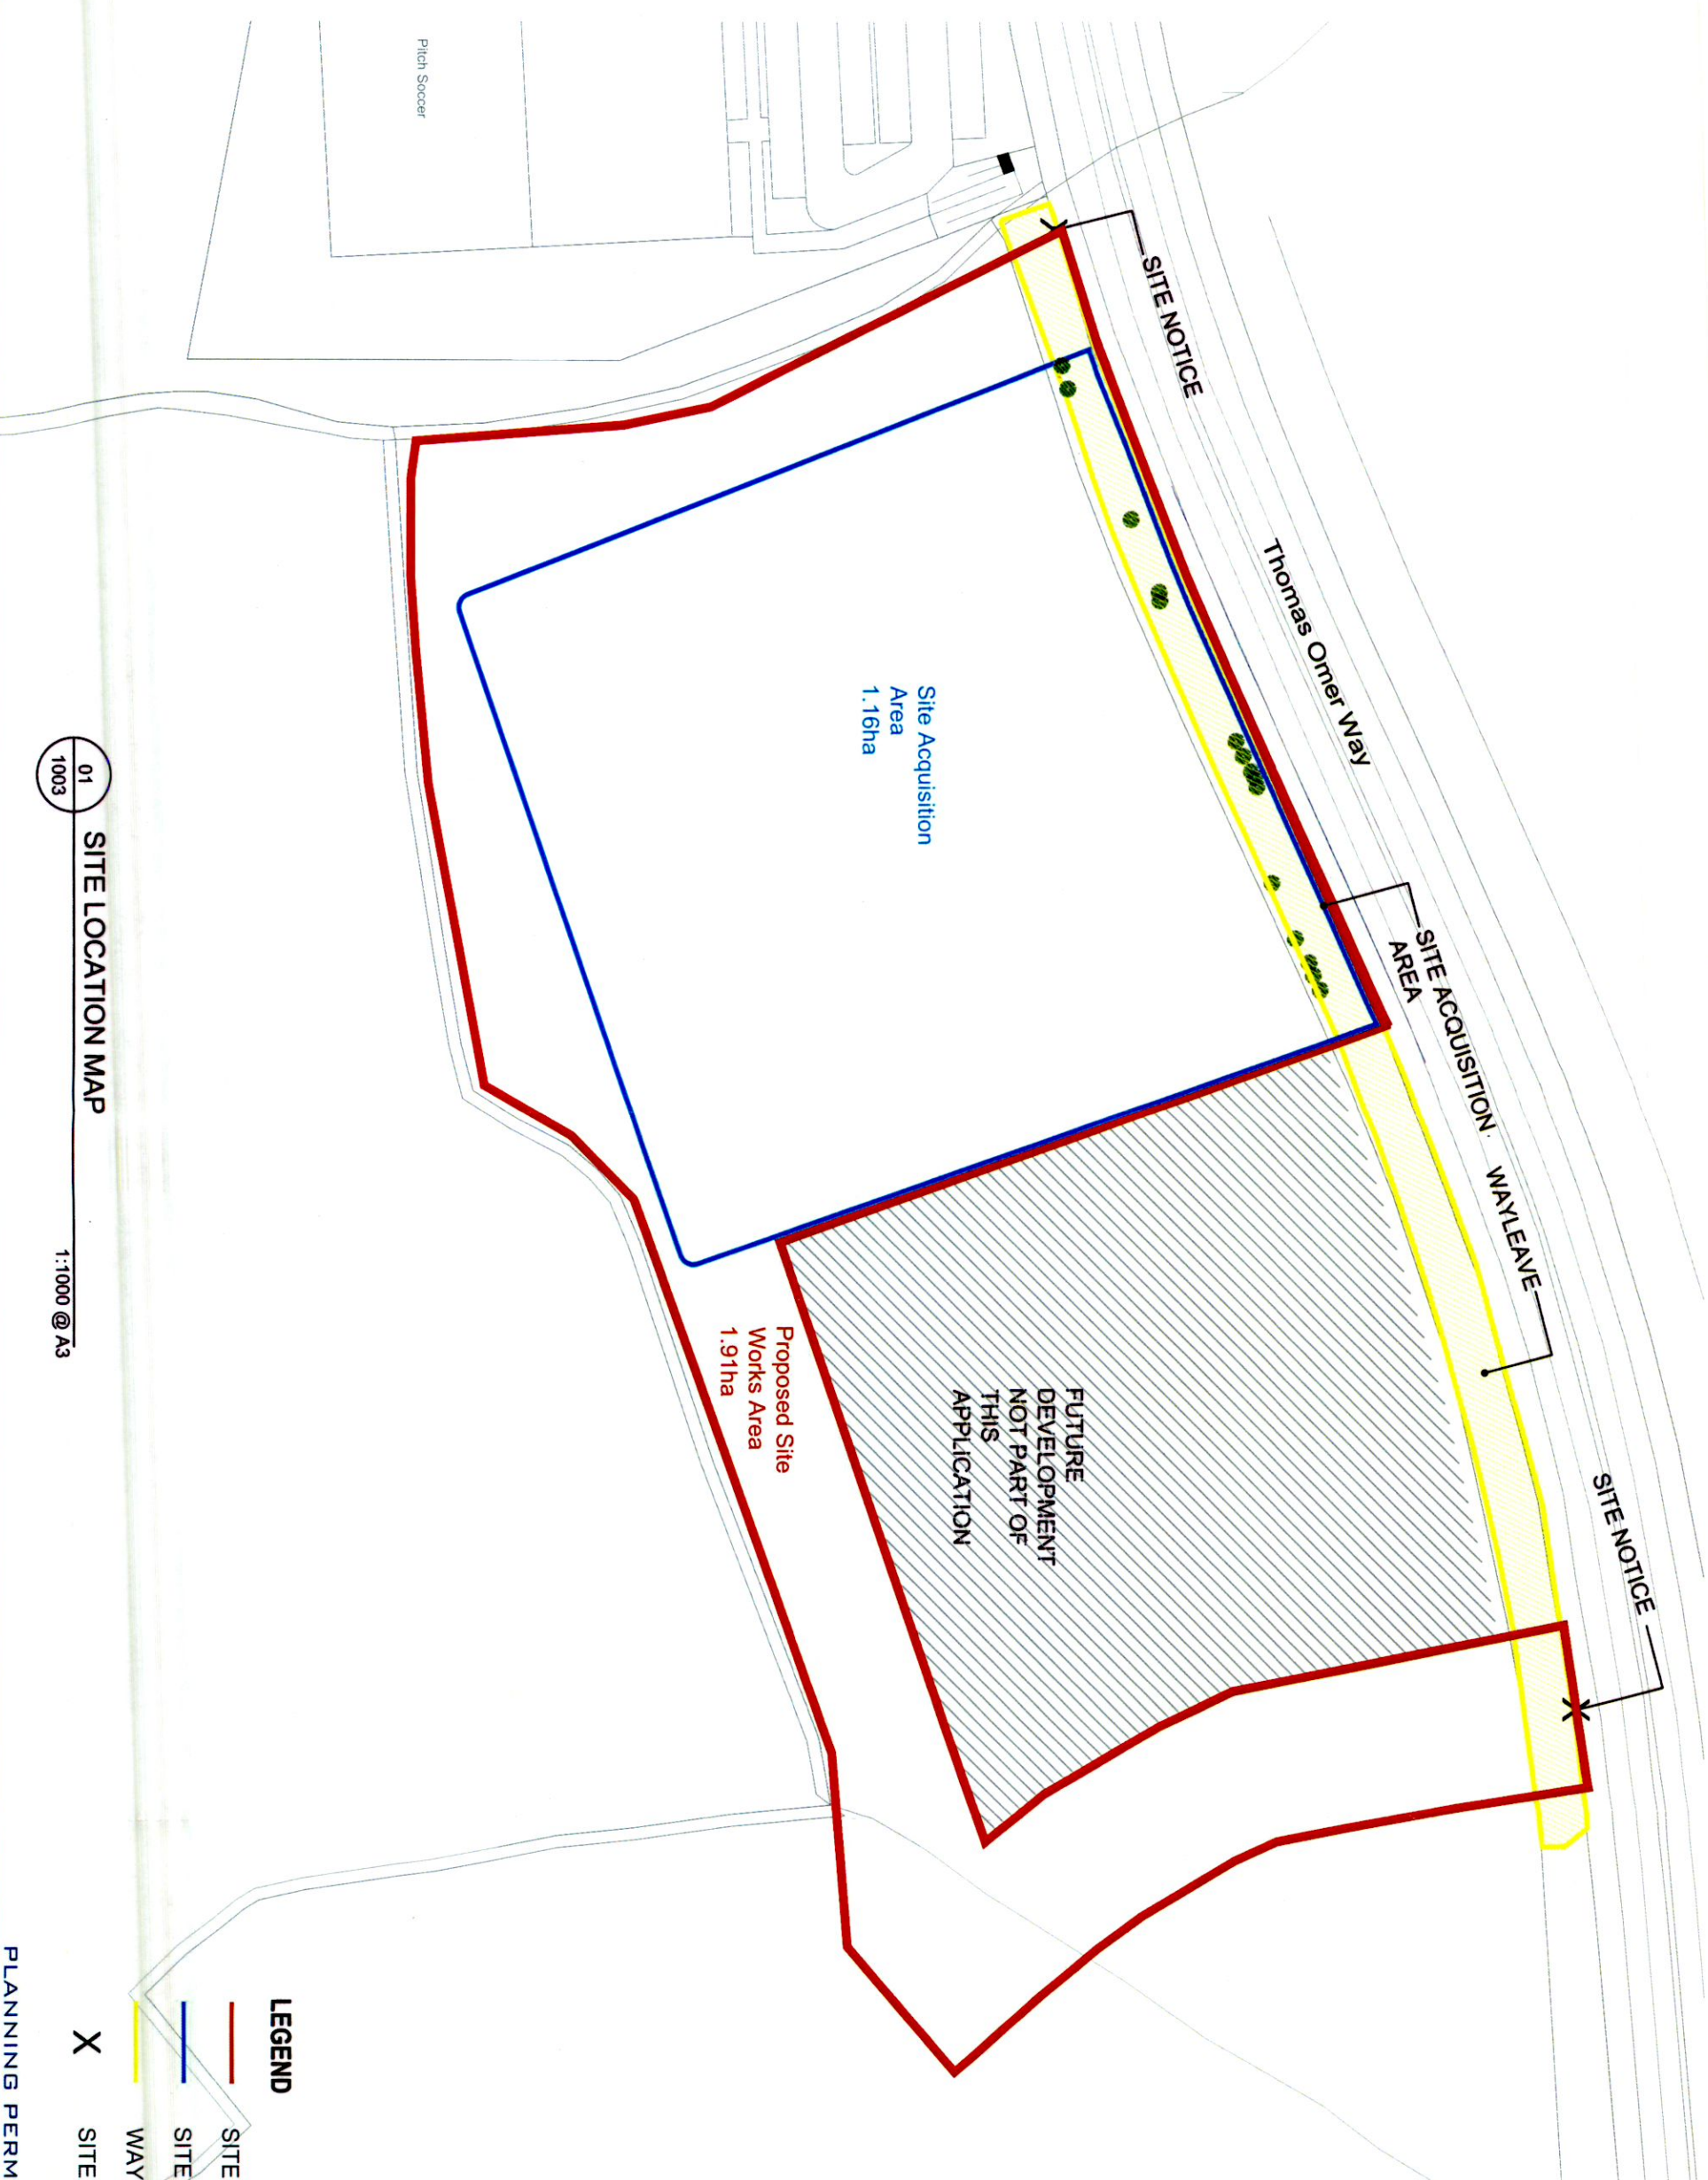 Pitch Soccer
SITE NOTICE
Thomas Omer Way
SITE ACQUISITION
AREA
WAYLEAVE
SITE NOTICE
Site Acquisition
Area
1.16ha
FUTURE
DEVELOPMENT
NOT PART OF
THIS
APPLICATION
Proposed Site
Works Area
1.91ha
01
1003
SITE LOCATION MAP
1:1000 @ A3
LEGEND
SITE
SITE
WAY
X SITE
PLANNING PERM